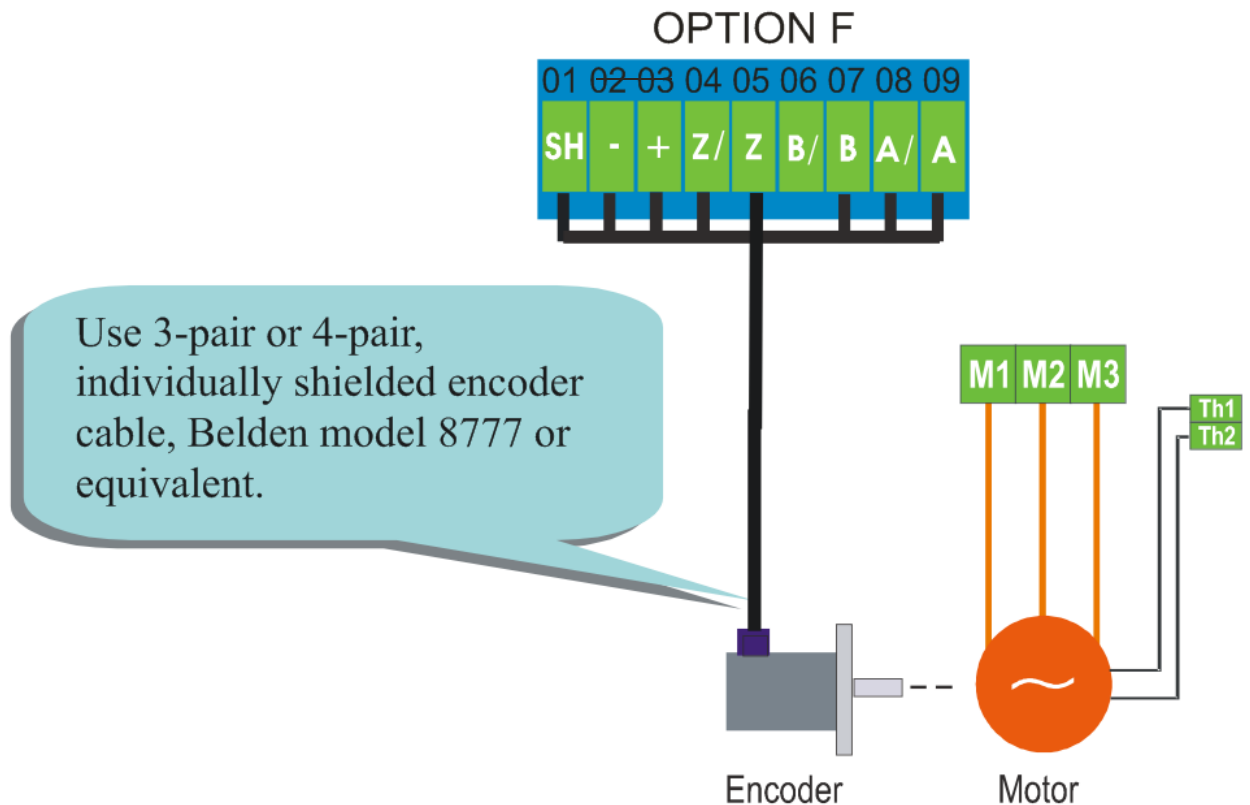 OPTION F
01 02 03 04 05 06 07 08 09
SH - + Z/ Z B/ B A/ A
Use 3-pair or 4-pair,
individually shielded encoder
cable, Belden model 8777 or
equivalent.
M1 M2 M3
Th1
Th2
~
Encoder
Motor